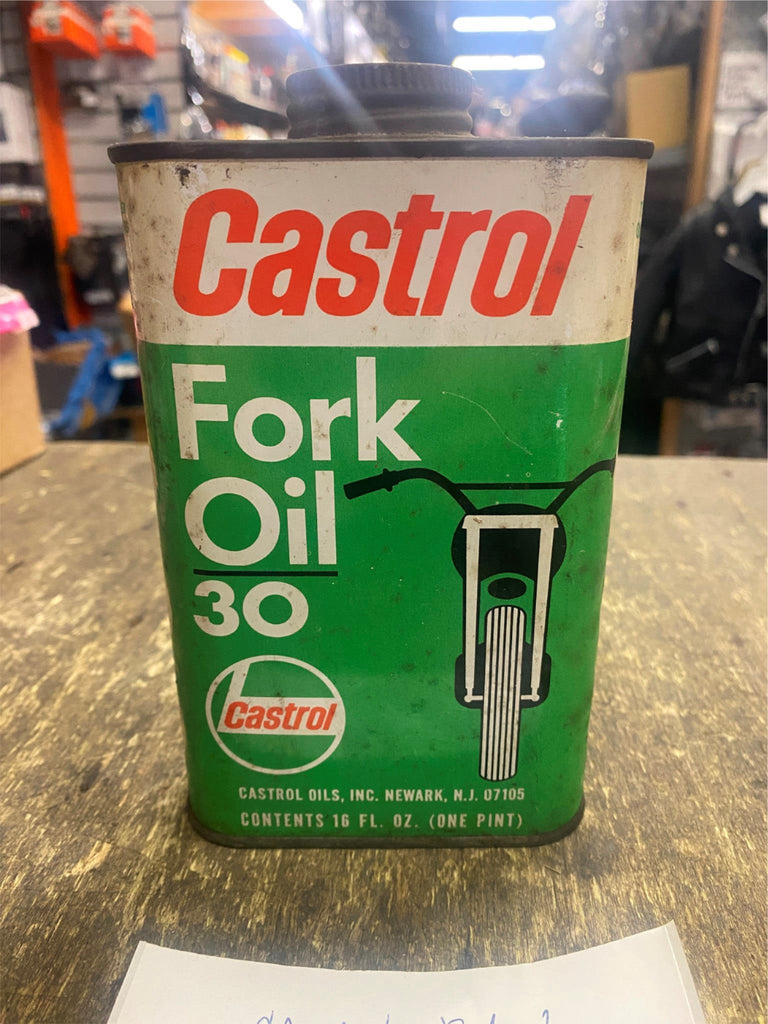 Castrol
Fork
Oil
30
Castrol
CASTROL OILS, INC. NEWARK, N.J. 07105
CONTENTS 16 FL. OZ. (ONE PINT)